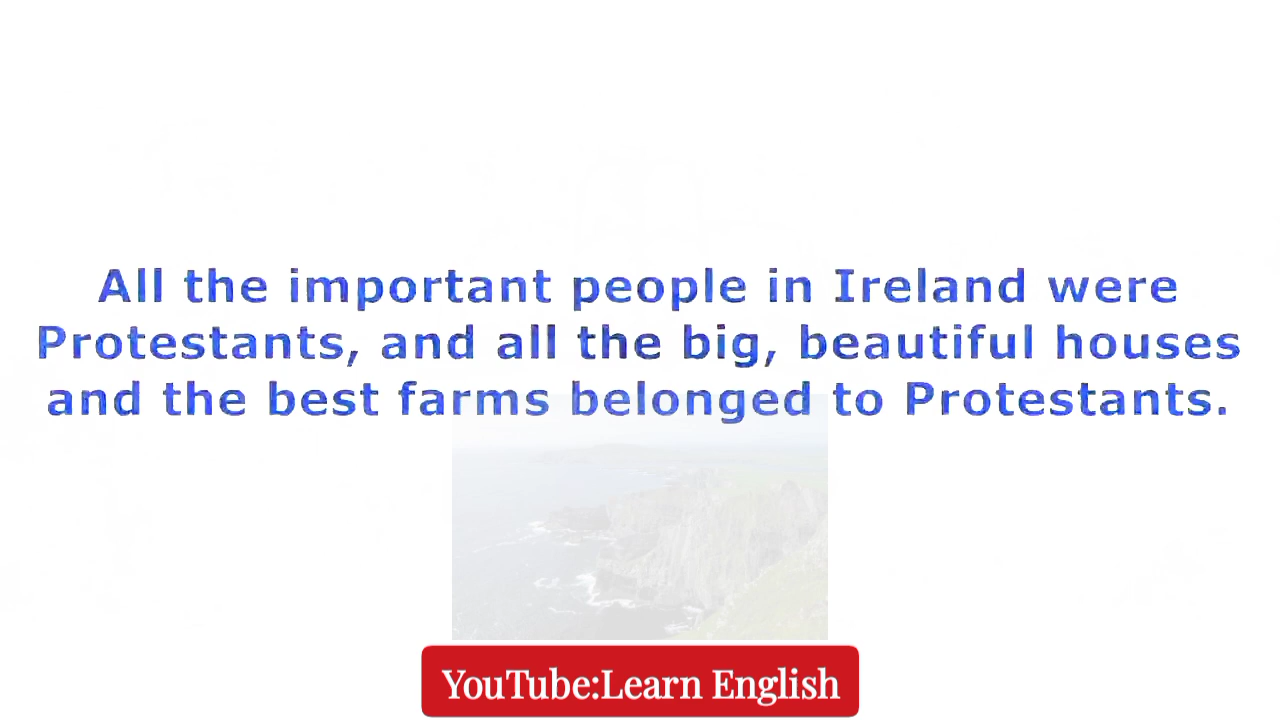 All the important people in Ireland were
Protestants, and all the big, beautiful houses
and the best farms belonged to Protestants.
YouTube:Learn English